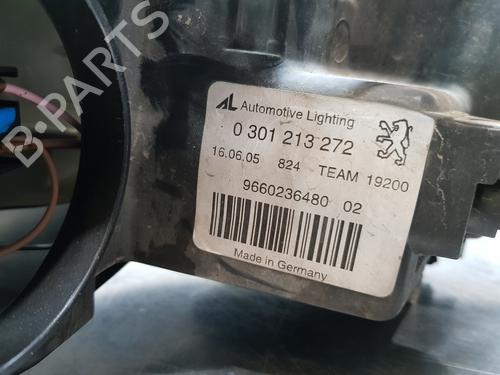 AL Automotive Lighting
0 301 213 272
16.06.05 824 TEAM 19200
9660236480 02
Made in Germany
B-PARTS